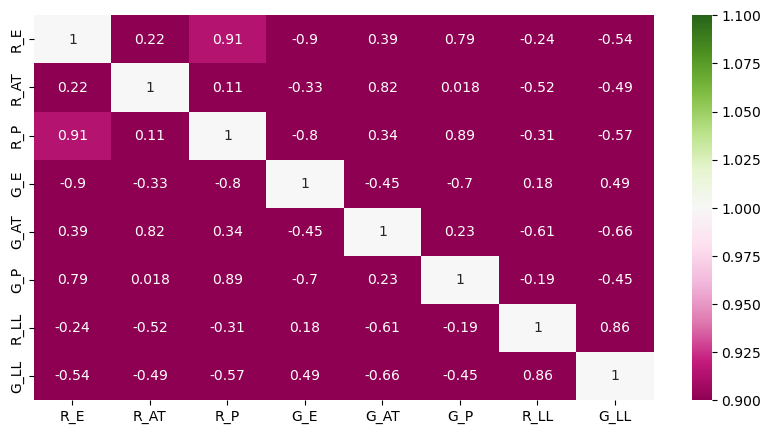 R_E 1 0.22 0.91 -0.9 0.39 0.79 -0.24 -0.54
R_AT 0.22 1 0.11 -0.33 0.82 0.018 -0.52 -0.49
R_P 0.91 0.11 1 -0.8 0.34 0.89 -0.31 -0.57
G_E -0.9 -0.33 -0.8 1 -0.45 -0.7 0.18 0.49
G_AT 0.39 0.82 0.34 -0.45 1 0.23 -0.61 -0.66
G_P 0.79 0.018 0.89 -0.7 0.23 1 -0.19 -0.45
R_LL -0.24 -0.52 -0.31 0.18 -0.61 -0.19 1 0.86
G_LL -0.54 -0.49 -0.57 0.49 -0.66 -0.45 0.86 1
R_E R_AT R_P G_E G_AT G_P R_LL G_LL
1.100
1.075
1.050
1.025
1.000
0.975
0.950
0.925
0.900